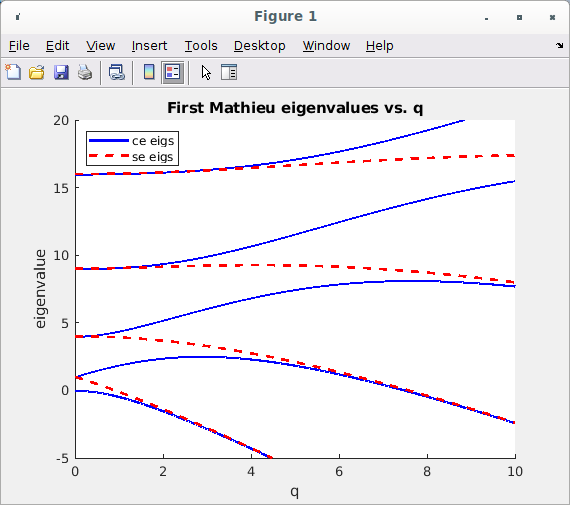 Figure 1
File Edit View Insert Tools Desktop Window Help
First Mathieu eigenvalues vs. q
ce eigs
se eigs
20
15
10
5
0
-5
eigenvalue
0 2 4 6 8 10
q